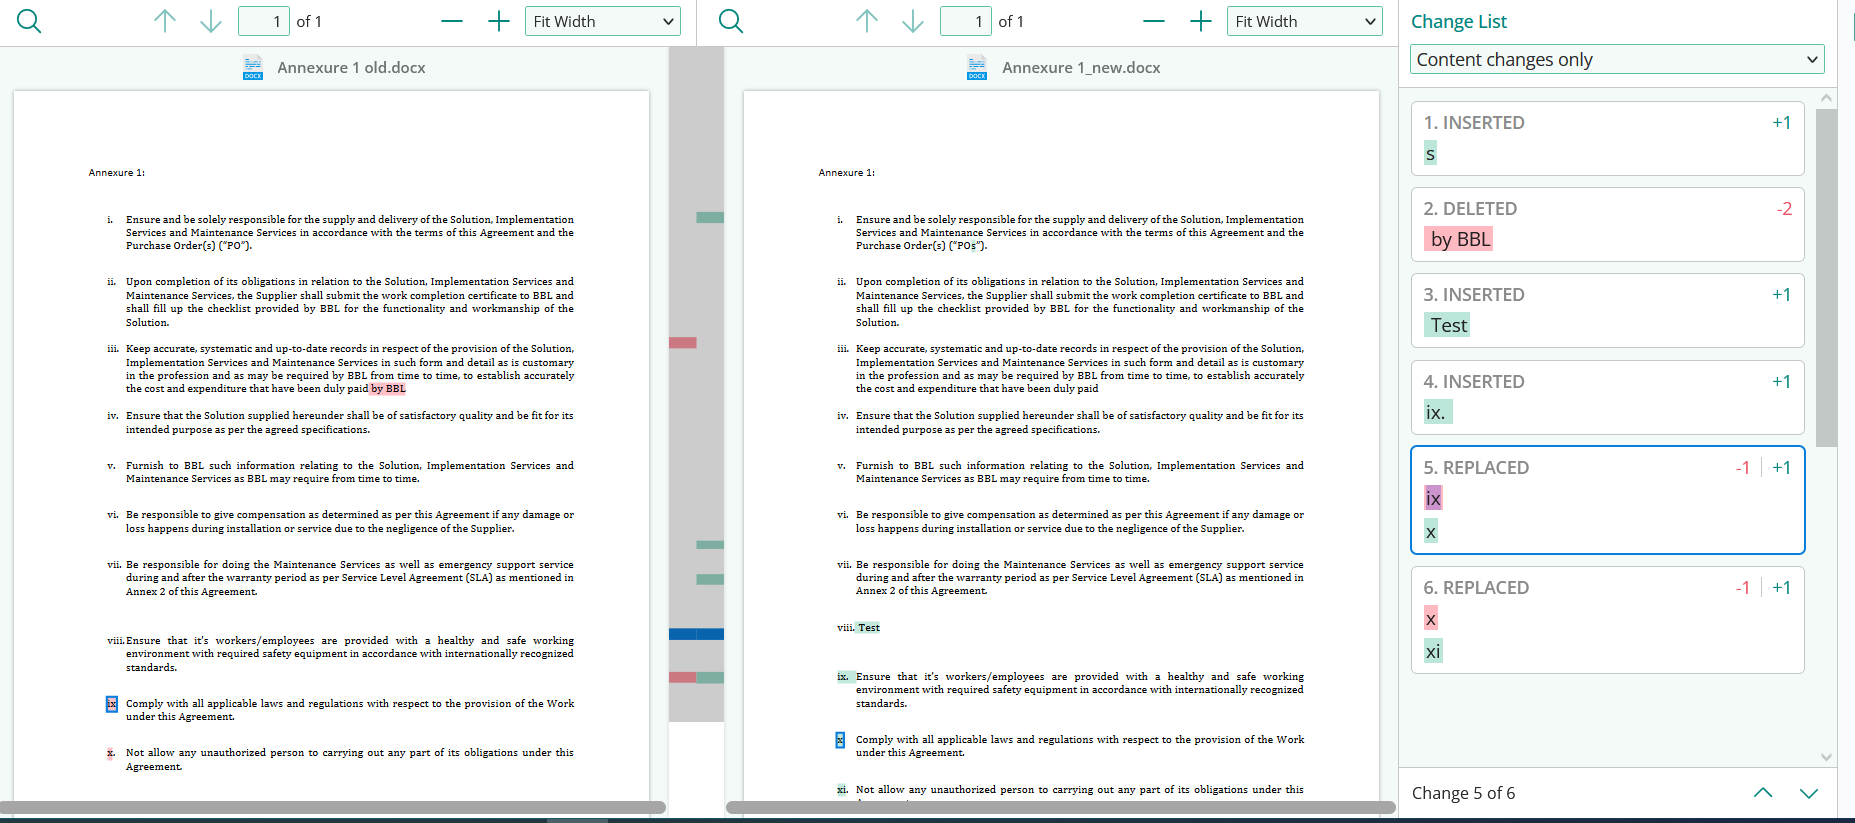 1 of 1 Fit Width
1 of 1 Fit Width
Change List
Content changes only
Annexure 1 old.docx
Annexure 1:
i. Ensure and be solely responsible for the supply and delivery of the Solution, Implementation
Services and Maintenance Services in accordance with the terms of this Agreement and the
Purchase Order(s) ("PO").
ii. Upon completion of its obligations in relation to the Solution, Implementation Services and
Maintenance Services, the Supplier shall submit the work completion certificate to BBL and
shall fill up the checklist provided by BBL for the functionality and workmanship of the
Solution.
iii. Keep accurate, systematic and up-to-date records in respect of the provision of the Solution,
Implementation Services and Maintenance Services in such form and detail as is customary
in the profession and as may be required by BBL from time to time, to establish accurately
the cost and expenditure that have been duly paid by BBL
iv. Ensure that the Solution supplied hereunder shall be of satisfactory quality and be fit for its
intended purpose as per the agreed specifications.
v. Furnish to BBL such information relating to the Solution, Implementation Services and
Maintenance Services as BBL may require from time to time.
vi. Be responsible to give compensation as determined as per this Agreement if any damage or
loss happens during installation or service due to the negligence of the Supplier.
vii. Be responsible for doing the Maintenance Services as well as emergency support service
during and after the warranty period as per Service Level Agreement (SLA) as mentioned in
Annex 2 of this Agreement.
viii. Ensure that it's workers/employees are provided with a healthy and safe working
environment with required safety equipment in accordance with internationally recognized
standards.
ix Comply with all applicable laws and regulations with respect to the provision of the Work
under this Agreement.
x. Not allow any unauthorized person to carrying out any part of its obligations under this
Agreement.
Annexure 1_new.docx
Annexure 1:
i. Ensure and be solely responsible for the supply and delivery of the Solution, Implementation
Services and Maintenance Services in accordance with the terms of this Agreement and the
Purchase Order(s) ("POs").
ii. Upon completion of its obligations in relation to the Solution, Implementation Services and
Maintenance Services, the Supplier shall submit the work completion certificate to BBL and
shall fill up the checklist provided by BBL for the functionality and workmanship of the
Solution.
iii. Keep accurate, systematic and up-to-date records in respect of the provision of the Solution,
Implementation Services and Maintenance Services in such form and detail as is customary
in the profession and as may be required by BBL from time to time, to establish accurately
the cost and expenditure that have been duly paid
iv. Ensure that the Solution supplied hereunder shall be of satisfactory quality and be fit for its
intended purpose as per the agreed specifications.
v. Furnish to BBL such information relating to the Solution, Implementation Services and
Maintenance Services as BBL may require from time to time.
vi. Be responsible to give compensation as determined as per this Agreement if any damage or
loss happens during installation or service due to the negligence of the Supplier.
vii. Be responsible for doing the Maintenance Services as well as emergency support service
during and after the warranty period as per Service Level Agreement (SLA) as mentioned in
Annex 2 of this Agreement.
viii. Test
ix. Ensure that it's workers/employees are provided with a healthy and safe working
environment with required safety equipment in accordance with internationally recognized
standards.
x Comply with all applicable laws and regulations with respect to the provision of the Work
under this Agreement.
xi. Not allow any unauthorized person to carrying out any part of its obligations under this
1. INSERTED +1
s
2. DELETED -2
by BBL
3. INSERTED +1
Test
4. INSERTED +1
ix.
5. REPLACED -1 +1
ix
x
6. REPLACED -1 +1
x
xi
Change 5 of 6